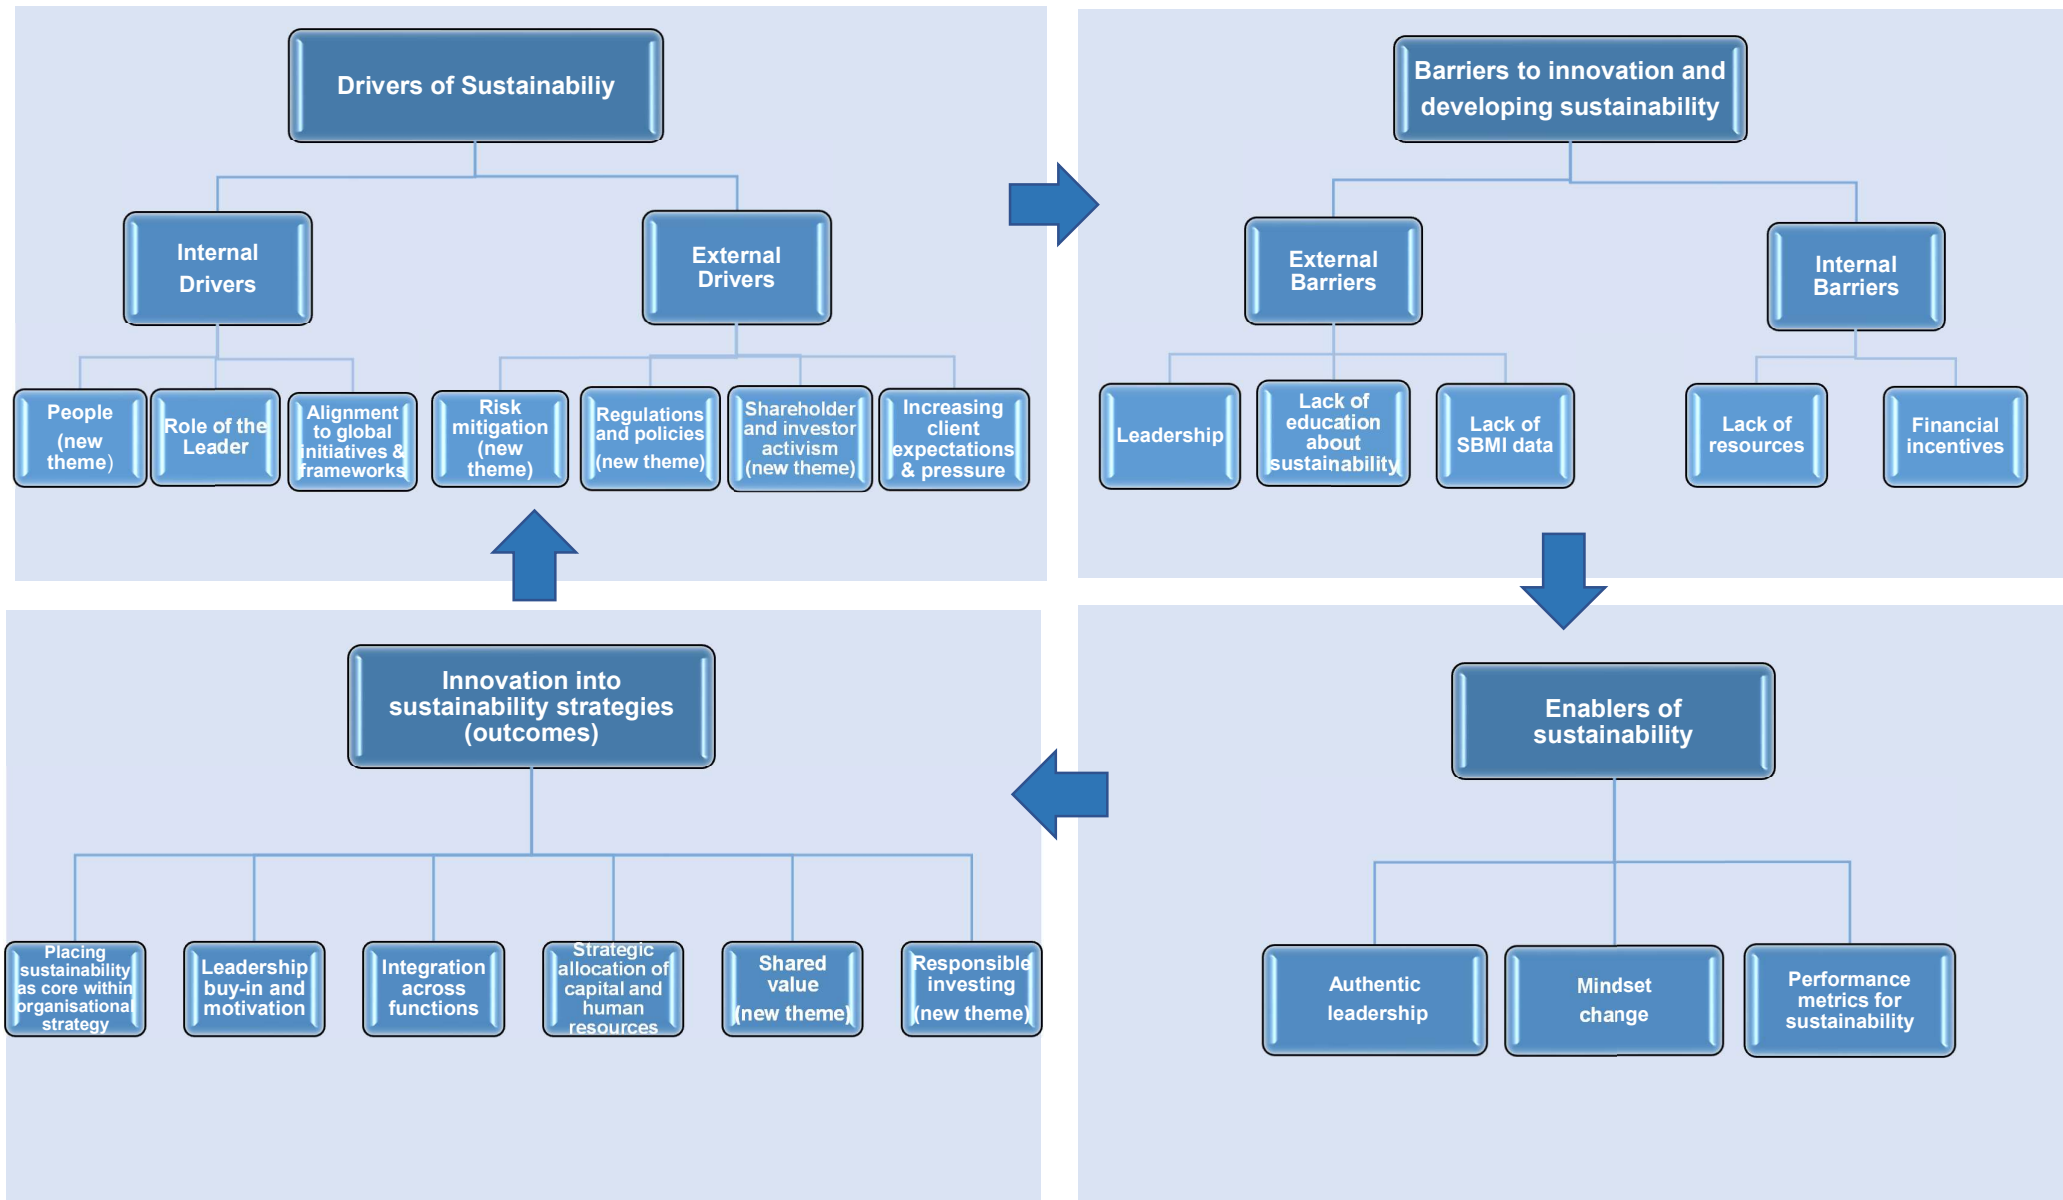 Drivers of Sustainabiliy
Internal
Drivers
External
Drivers
People
(new
theme)
Role of the
Leader
Alignment
to global
initiatives &
frameworks
Risk
mitigation
(new
theme)
Regulations
and policies
(new theme)
Shareholder
and investor
activism
(new theme)
Increasing
client
expectations
& pressure
Barriers to innovation and
developing sustainability
External
Barriers
Internal
Barriers
Leadership
Lack of
education
about
sustainability
Lack of
SBMI data
Lack of
resources
Financial
incentives
Innovation into
sustainability strategies
(outcomes)
Placing
sustainability
as core within
organisational
strategy
Leadership
buy-in and
motivation
Integration
across
functions
Strategic
allocation of
capital and
human
resources
Shared
value
(new theme)
Responsible
investing
(new theme)
Enablers of
sustainability
Authentic
leadership
Mindset
change
Performance
metrics for
sustainability